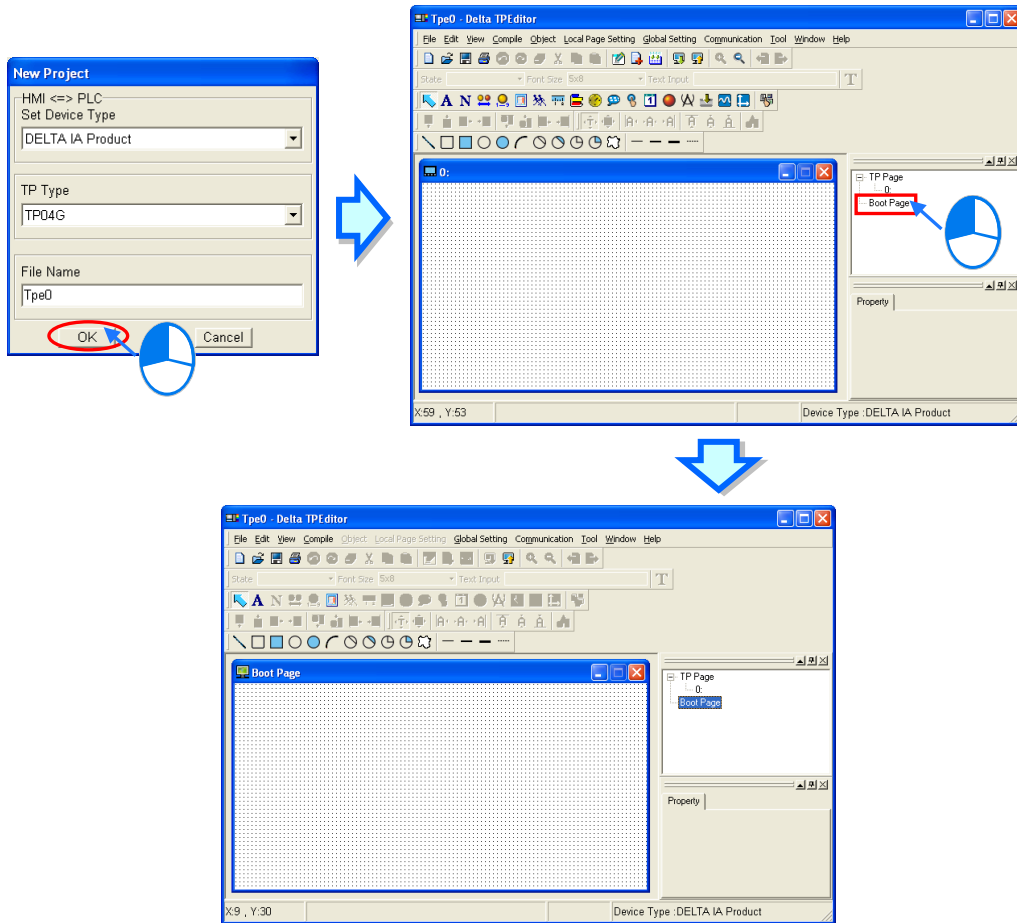 New Project
HMI <=> PLC
Set Device Type
DELTA IA Product
TP Type
TP04G
File Name
Tpe0
OK
Cancel
Tpe0 - Delta TPEditor
File Edit View Compile Object Local Page Setting Global Setting Communication Tool Window Help
State Font Size 5x8 Text Input T
A N 1
0:
TP Page
0:
Boot Page
Property
X:59 , Y:53
Device Type :DELTA IA Product
Tpe0 - Delta TPEditor
File Edit View Compile Object Local Page Setting Global Setting Communication Tool Window Help
State Font Size 5x8 Text Input T
A N 1
Boot Page
TP Page
0:
Boot Page
Property
X:9 , Y:30
Device Type :DELTA IA Product